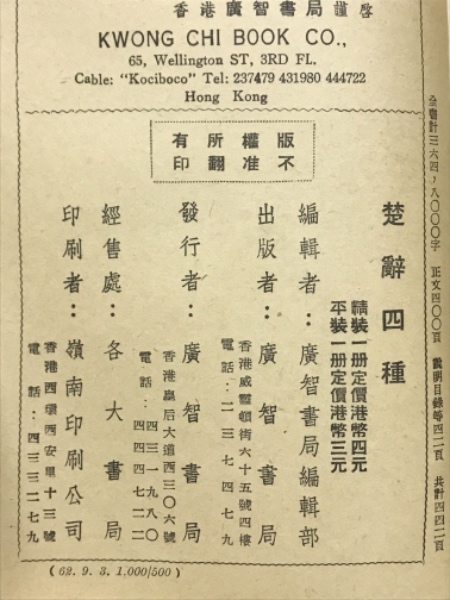 香港廣智書局謹啓
KWONG CHI BOOK CO.,
65, Wellington ST, 3RD FL.
Cable: "Kociboco" Tel: 237479 431980 444722
Hong Kong
版權所有
不准翻印
全書計三六四，八〇〇〇字 正文四〇〇頁 說明目錄等四二頁 共計四四二頁
楚辭四種
精裝一册定價港幣四元
平裝一册定價港幣三元
編輯者：廣智書局編輯部
出版者：廣智書局
香港威靈頓街六十五號四樓
電話：二三七四七九
發行者：廣智書局
香港皇后大道西三〇六號
電話：四三一九八〇
四四四七二二
經售處：各大書局
印刷者：嶺南印刷公司
香港西環西安里十三號
電話：四三三二七九
(62. 9. 3. 1.000/500)